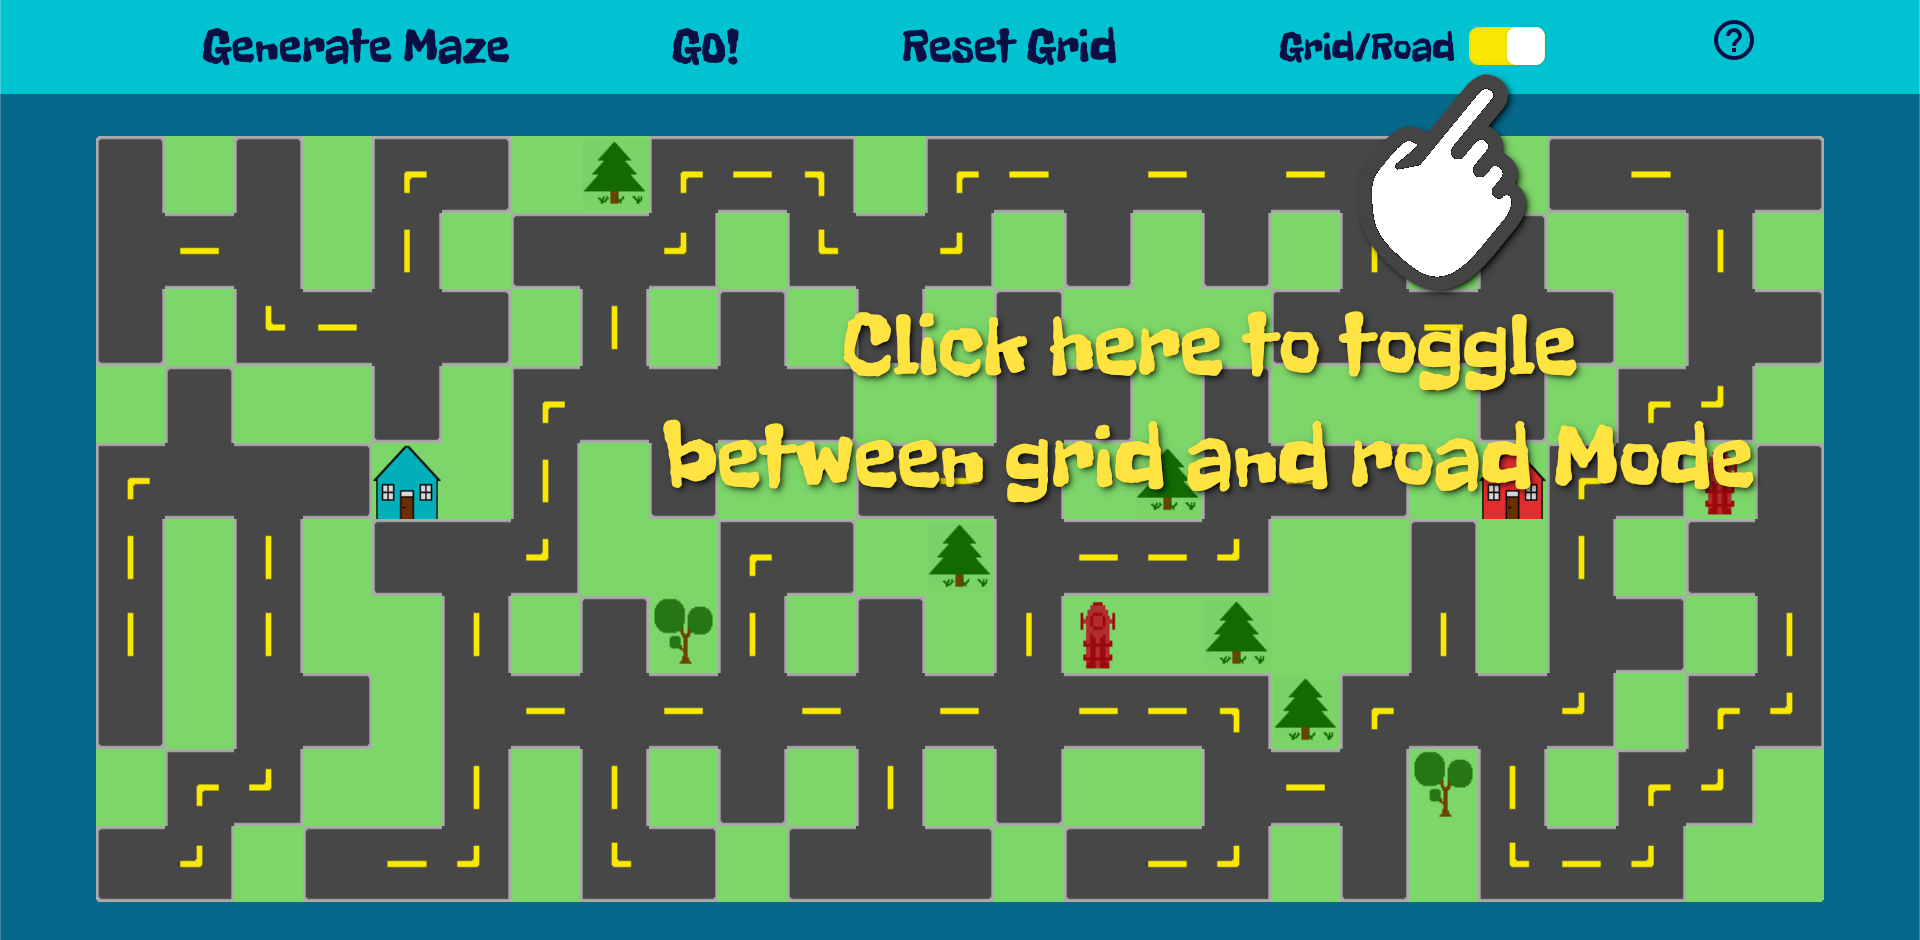 Generate Maze
GO!
Reset Grid
Grid/Road
?
Click here to toggle
between grid and road Mode